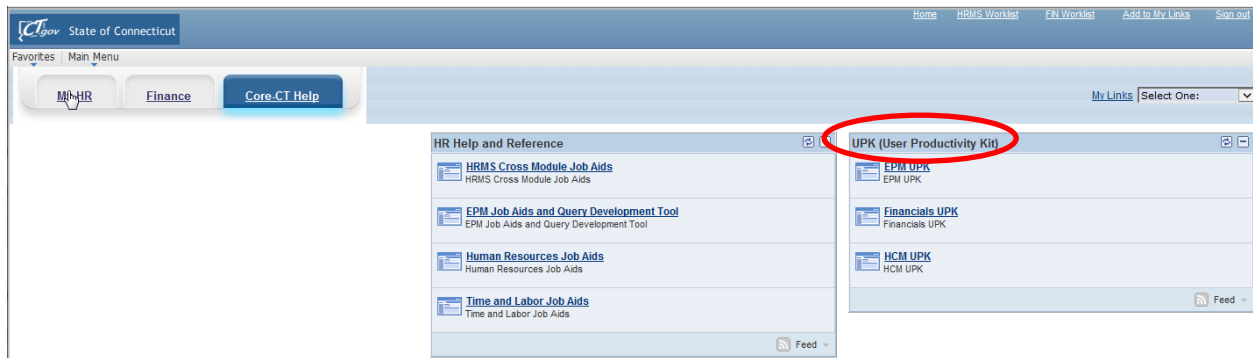 Home HRMS Worklist FIN Worklist Add to My Links Sign out
CT.gov State of Connecticut
Favorites Main Menu
My HR Finance Core-CT Help
My Links Select One:
HR Help and Reference
HRMS Cross Module Job Aids
HRMS Cross Module Job Aids
EPM Job Aids and Query Development Tool
EPM Job Aids and Query Development Tool
Human Resources Job Aids
Human Resources Job Aids
Time and Labor Job Aids
Time and Labor Job Aids
Feed
UPK (User Productivity Kit)
EPM UPK
EPM UPK
Financials UPK
Financials UPK
HCM UPK
HCM UPK
Feed